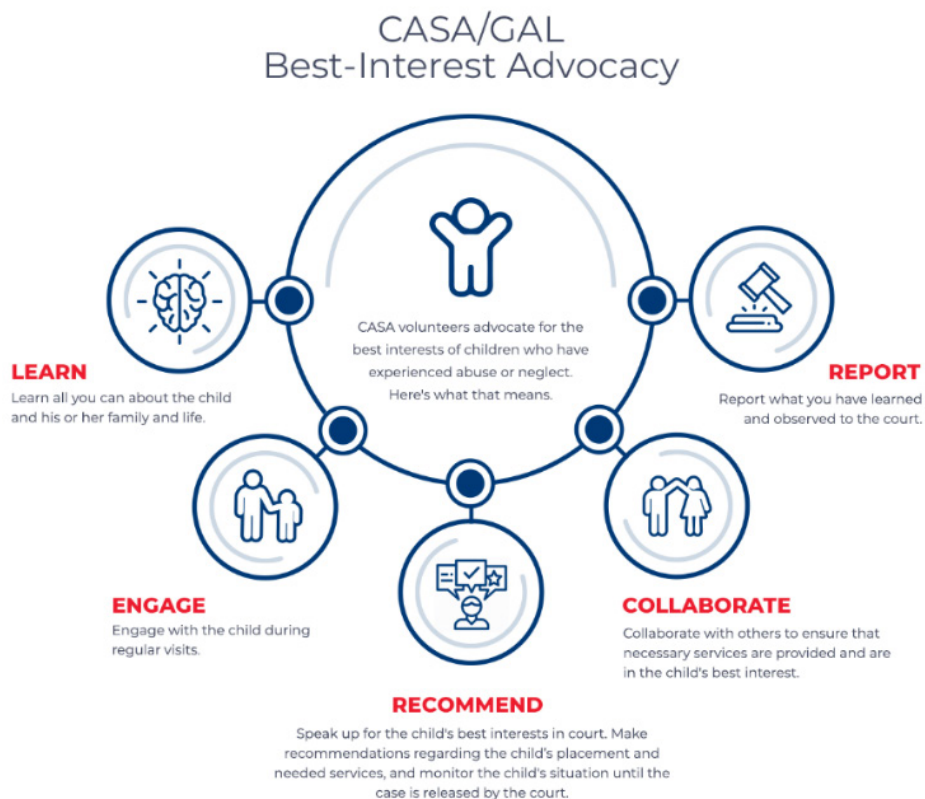 CASA/GAL
Best-Interest Advocacy
CASA volunteers advocate for the
best interests of children who have
experienced abuse or neglect.
Here's what that means.
LEARN
Learn all you can about the child
and his or her family and life.
ENGAGE
Engage with the child during
regular visits.
RECOMMEND
Speak up for the child's best interests in court. Make
recommendations regarding the child's placement and
needed services, and monitor the child's situation until the
case is released by the court.
COLLABORATE
Collaborate with others to ensure that
necessary services are provided and are
in the child's best interest.
REPORT
Report what you have learned
and observed to the court.